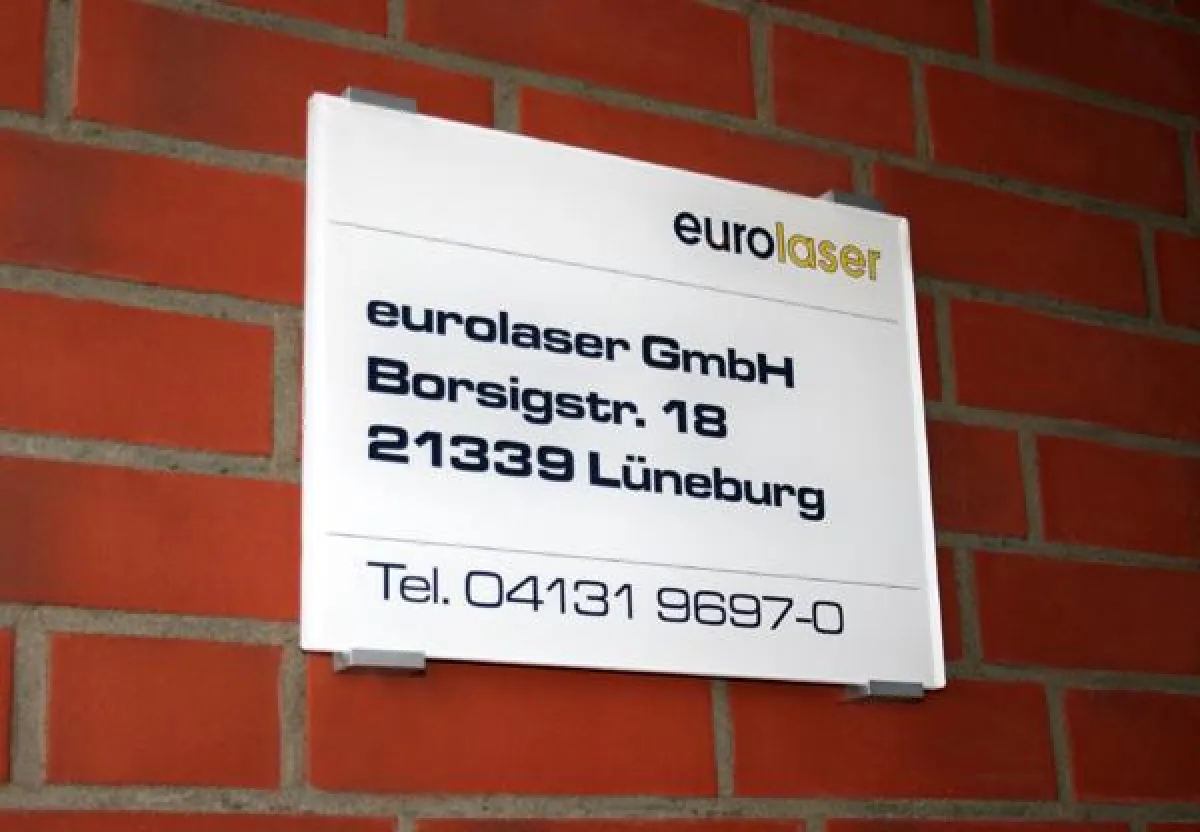 eurolaser
eurolaser GmbH
Borsigstr. 18
21339 Lüneburg
Tel. 04131 9697-0